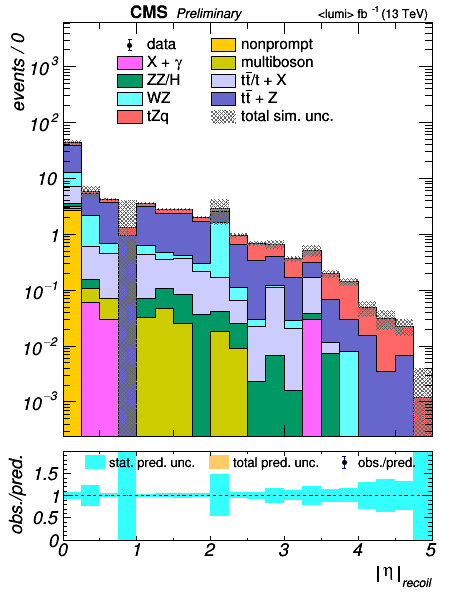 CMS Preliminary <lumi> fb⁻¹ (13 TeV)
events / 0
data nonprompt
X + γ multiboson
ZZ/H tt̄/t + X
WZ tt̄ + Z
tZq total sim. unc.
10³
10²
10
1
10⁻¹
10⁻²
10⁻³
obs./pred.
stat. pred. unc. total pred. unc. obs./pred.
1.5
1
0.5
0
0 1 2 3 4 5
|η|recoil